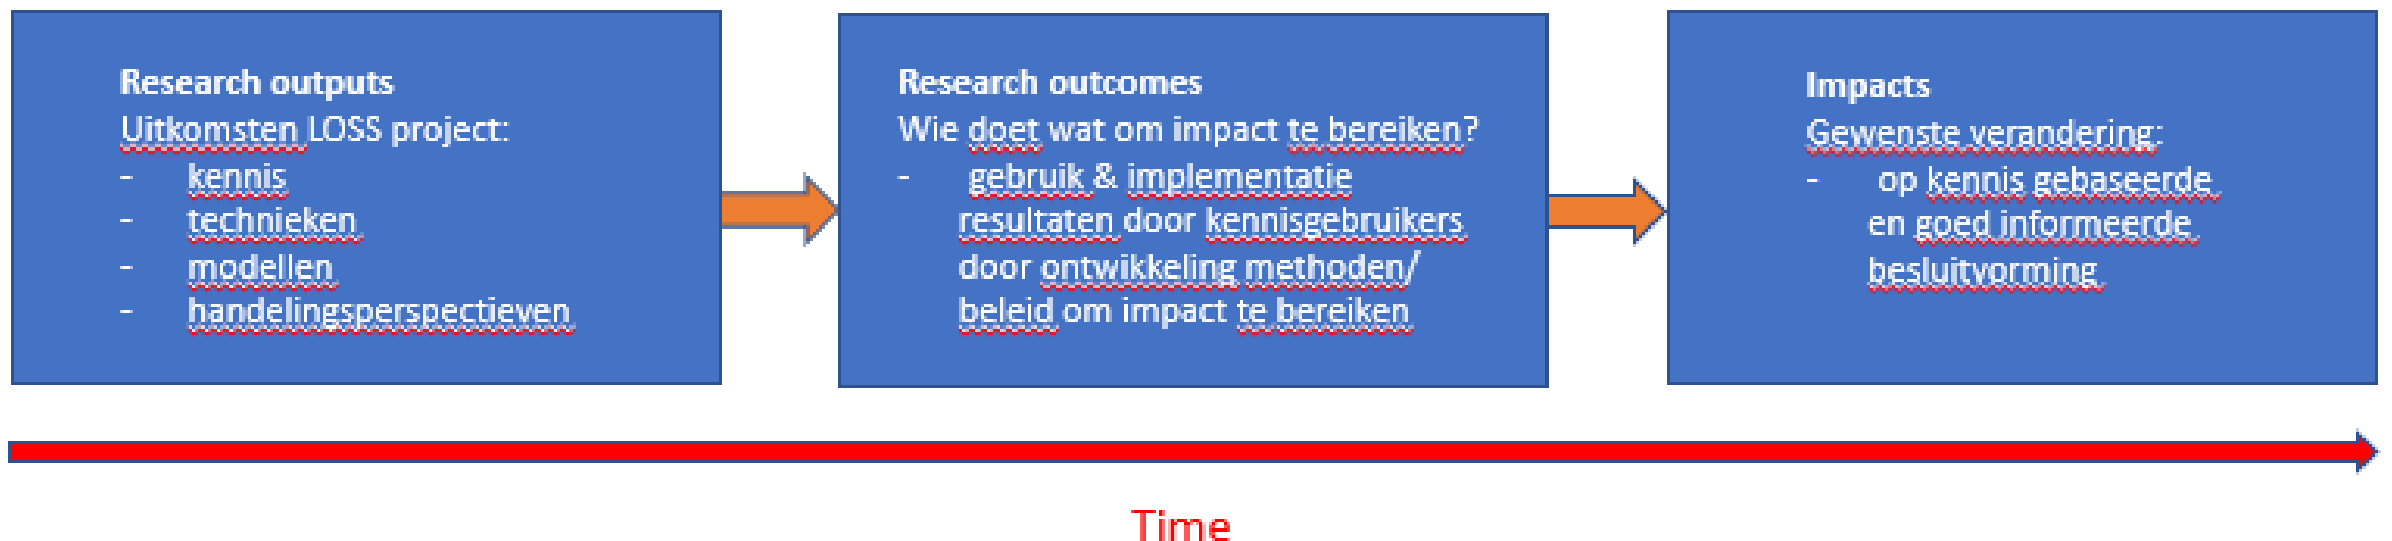 Research outputs
Uitkomsten LOSS project:
- kennis
- technieken
- modellen
- handelingsperspectieven
Research outcomes
Wie doet wat om impact te bereiken?
- gebruik & implementatie
resultaten door kennisgebruikers
door ontwikkeling methoden/
beleid om impact te bereiken
Impacts
Gewenste verandering:
- op kennis gebaseerde
en goed informeerde
besluitvorming
Time